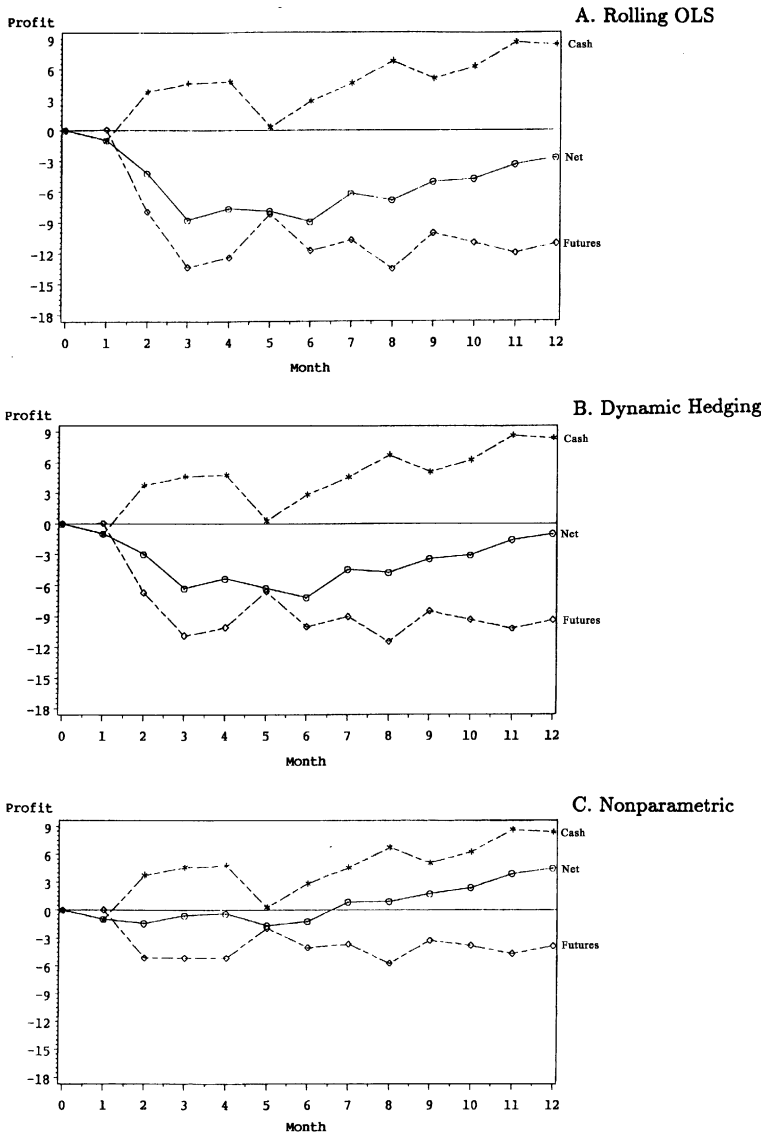 A. Rolling OLS
Profit
9
6
3
0
-3
-6
-9
-12
-15
-18
Cash
Net
Futures
0 1 2 3 4 5 6 7 8 9 10 11 12
Month
B. Dynamic Hedging
Profit
9
6
3
0
-3
-6
-9
-12
-15
-18
Cash
Net
Futures
0 1 2 3 4 5 6 7 8 9 10 11 12
Month
C. Nonparametric
Profit
9
6
3
0
-3
-6
-9
-12
-15
-18
Cash
Net
Futures
0 1 2 3 4 5 6 7 8 9 10 11 12
Month